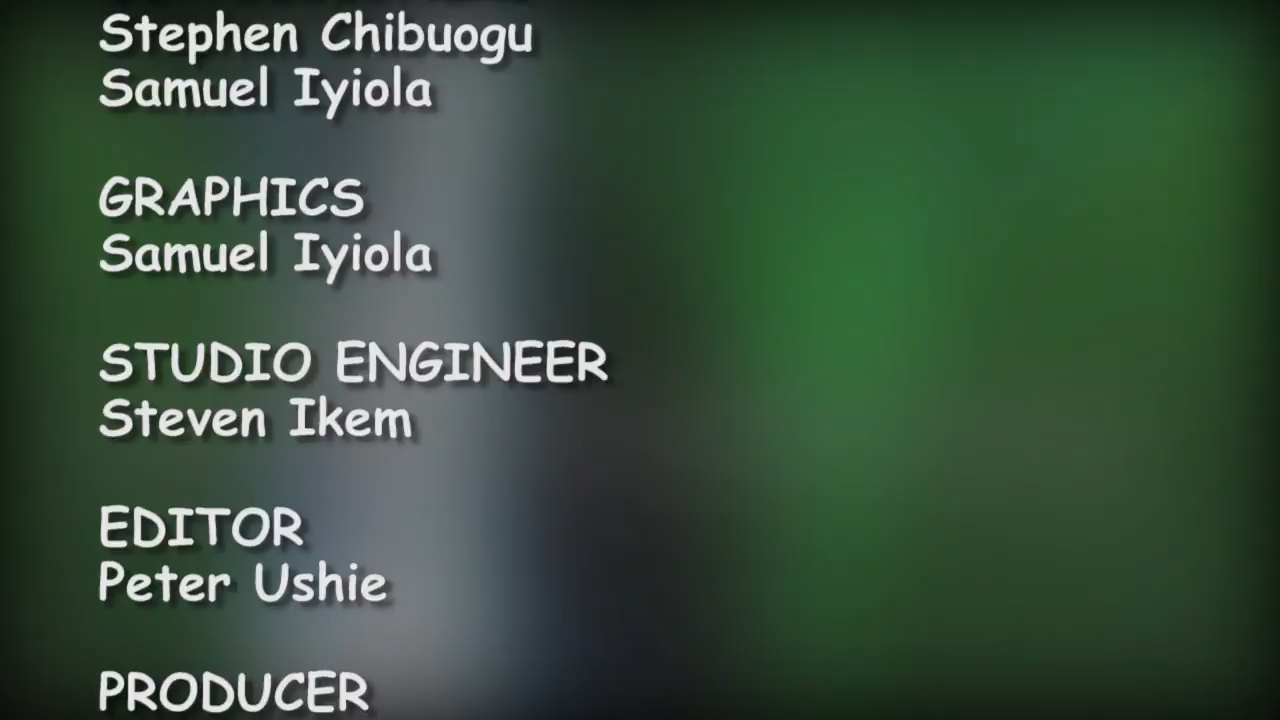 Stephen Chibuogu
Samuel Iyiola
GRAPHICS
Samuel Iyiola
STUDIO ENGINEER
Steven Ikem
EDITOR
Peter Ushie
PRODUCER